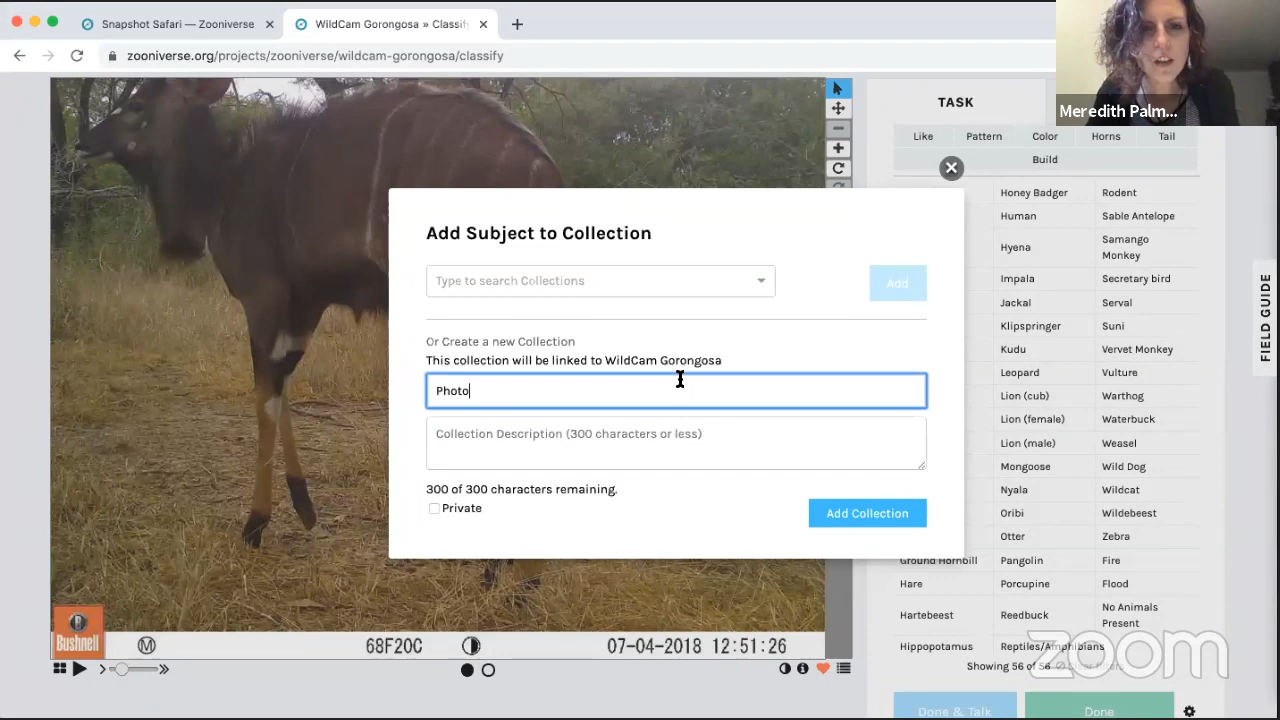 Snapshot Safari — Zooniverse
WildCam Gorongosa » Classif
zooniverse.org/projects/zooniverse/wildcam-gorongosa/classify
Meredith Palm...
TASK
Like Pattern Color Horns Tail
Build
Honey Badger Rodent
Human Sable Antelope
Hyena Samango Monkey
Impala Secretary bird
Jackal Serval
Klipspringer Suni
Kudu Vervet Monkey
Leopard Vulture
Lion (cub) Warthog
Lion (female) Waterbuck
Lion (male) Weasel
Mongoose Wild Dog
Nyala Wildcat
Oribi Wildebeest
Otter Zebra
Ground Hornbill Pangolin Fire
Hare Porcupine Flood
Hartebeest Reedbuck No Animals Present
Hippopotamus Reptiles/Amphibians
Showing 56 of 56 Clear filters
Done & Talk Done
FIELD GUIDE
Add Subject to Collection
Type to search Collections
Add
Or Create a new Collection
This collection will be linked to WildCam Gorongosa
Photo
Collection Description (300 characters or less)
300 of 300 characters remaining.
Private
Add Collection
Bushnell M 68F20C 07-04-2018 12:51:26
zoom